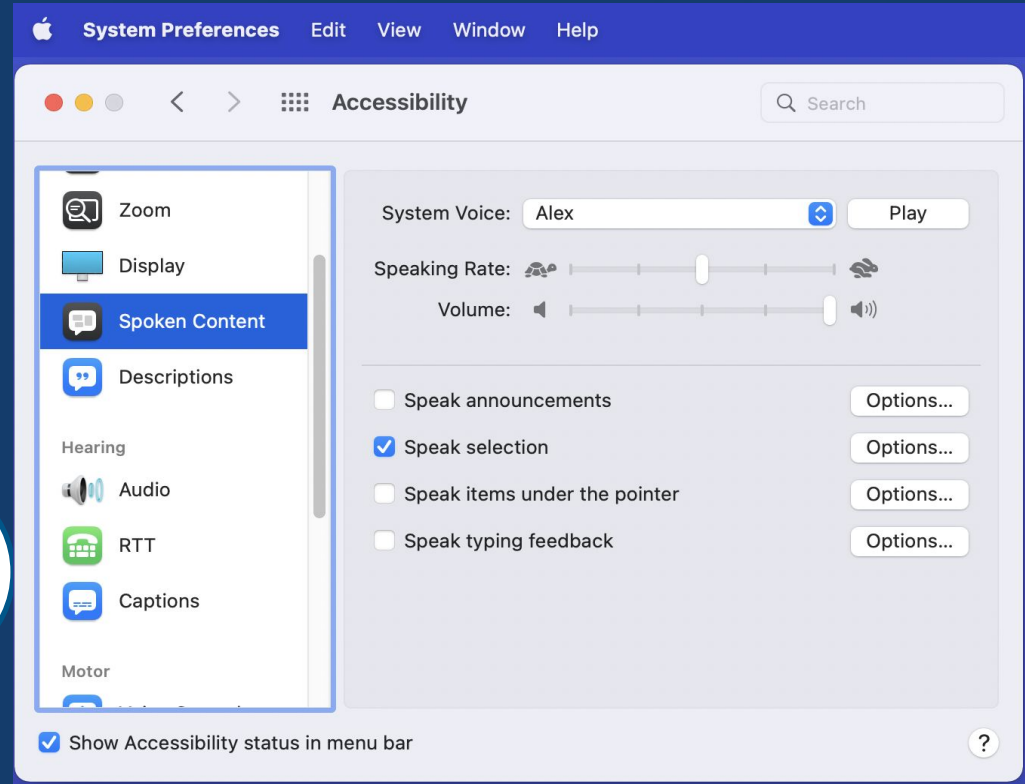 System Preferences Edit View Window Help
Accessibility
Search
Zoom
Display
Spoken Content
Descriptions
Hearing
Audio
RTT
Captions
Motor
System Voice: Alex Play
Speaking Rate:
Volume:
Speak announcements Options...
Speak selection Options...
Speak items under the pointer Options...
Speak typing feedback Options...
Show Accessibility status in menu bar ?